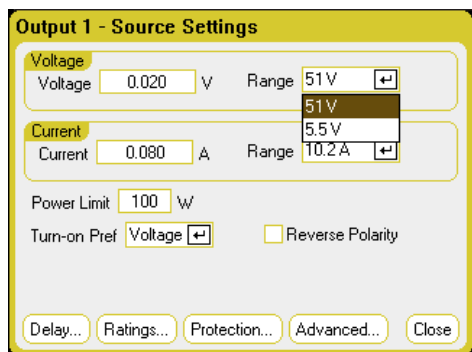 Output 1 - Source Settings
Voltage
Voltage 0.020 V Range 51 V
51 V
5.5 V
Current
Current 0.080 A Range 10.2 A
Power Limit 100 W
Turn-on Pref Voltage Reverse Polarity
Delay... Ratings... Protection... Advanced... Close